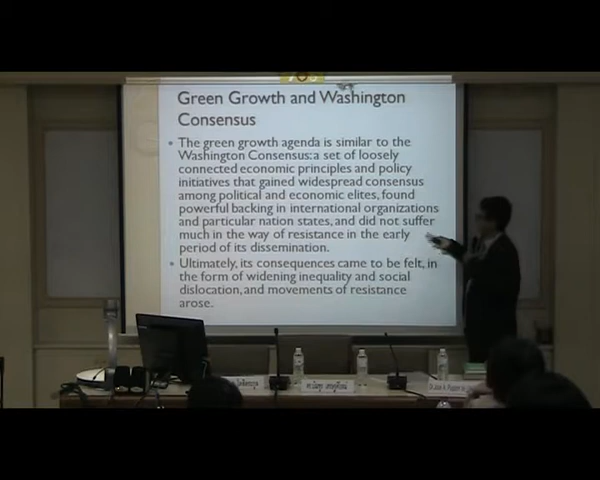 Green Growth and Washington
Consensus
• The green growth agenda is similar to the
Washington Consensus: a set of loosely
connected economic principles and policy
initiatives that gained widespread consensus
among political and economic elites, found
powerful backing in international organizations
and particular nation states, and did not suffer
much in the way of resistance in the early
period of its dissemination.
• Ultimately, its consequences came to be felt, in
the form of widening inequality and social
dislocation, and movements of resistance
arose.